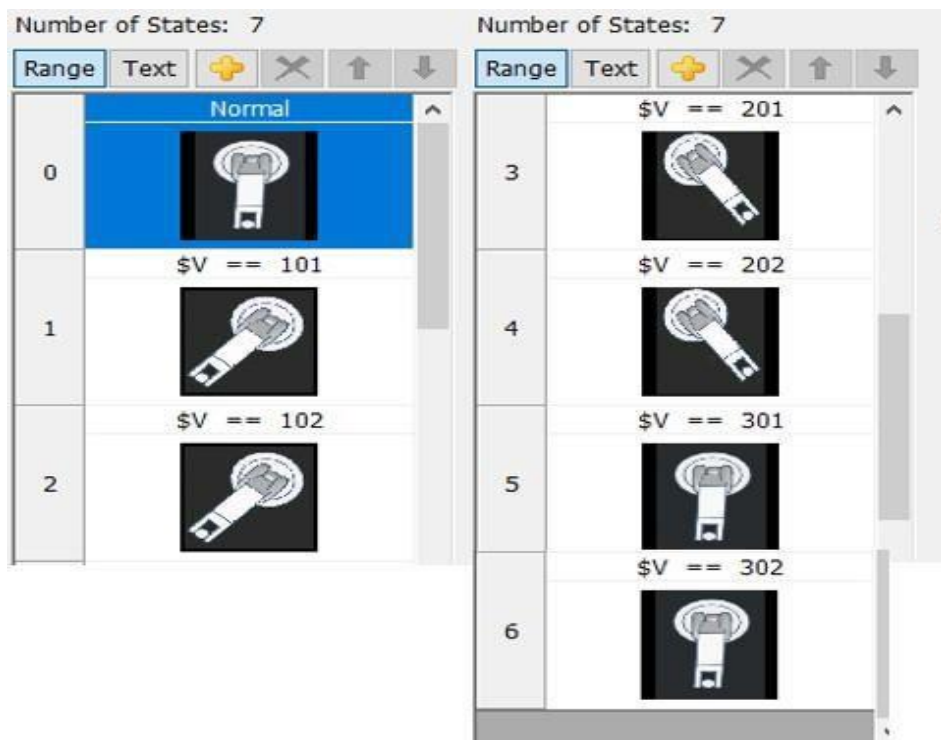 Number of States: 7
Range Text
Normal
0
$V == 101
1
$V == 102
2
Number of States: 7
Range Text
$V == 201
3
$V == 202
4
$V == 301
5
$V == 302
6